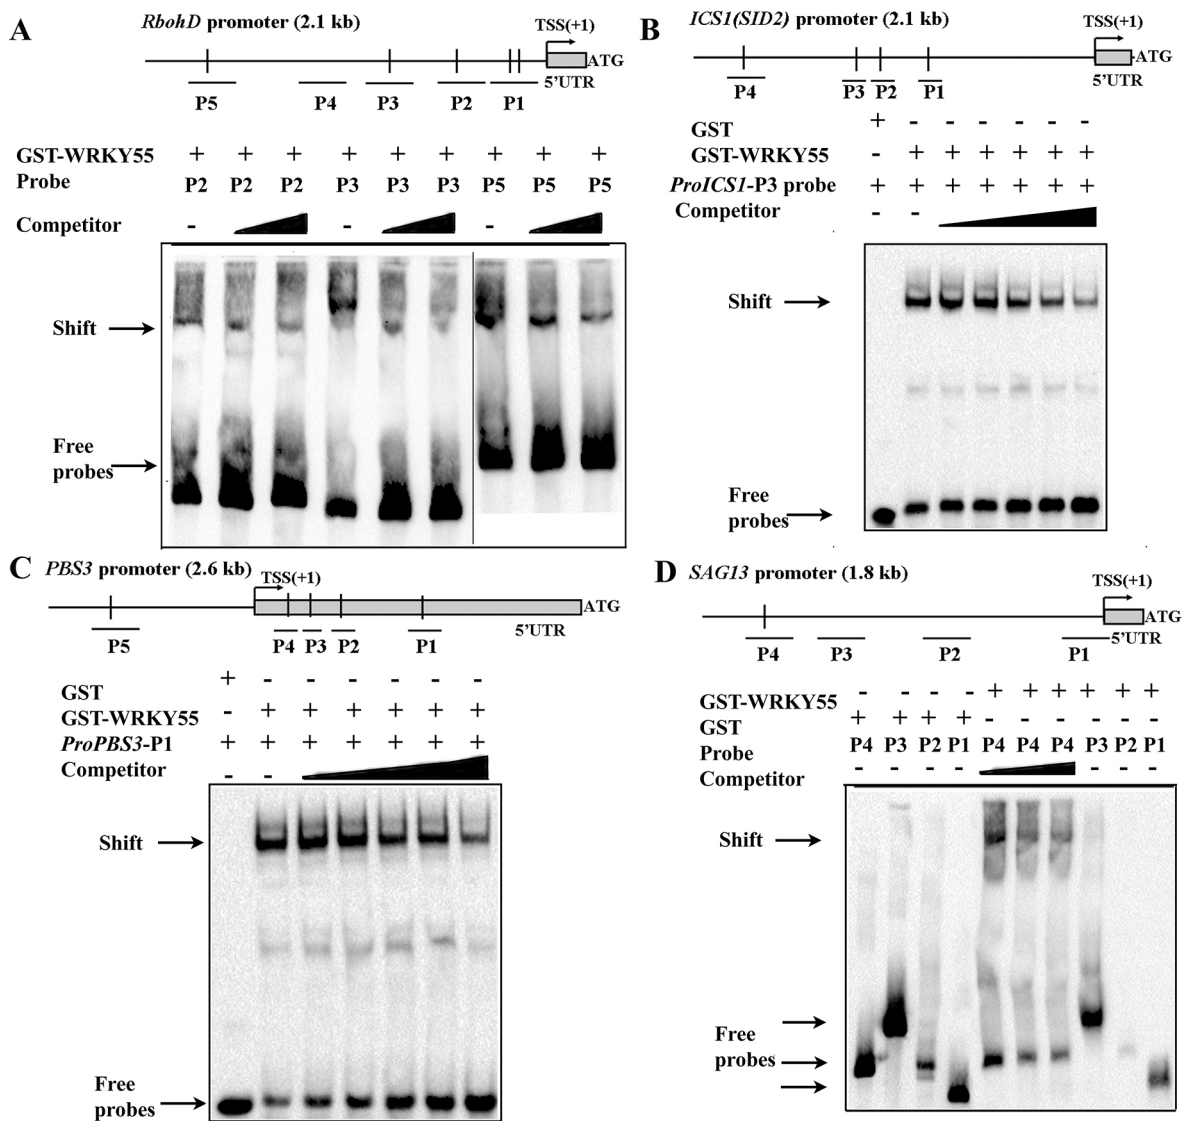 A
RbohD promoter (2.1 kb)
TSS(+1)
ATG
5'UTR
P5 P4 P3 P2 P1
GST-WRKY55 + + + + + + + + +
Probe P2 P2 P2 P3 P3 P3 P5 P5 P5
Competitor - - -
Shift
Free
probes
B
ICS1(SID2) promoter (2.1 kb)
TSS(+1)
ATG
5'UTR
P4 P3 P2 P1
GST + - - - - - -
GST-WRKY55 - + + + + + +
ProICS1-P3 probe + + + + + + +
Competitor - -
Shift
Free
probes
C
PBS3 promoter (2.6 kb)
TSS(+1)
ATG
5'UTR
P5 P4 P3 P2 P1
GST + - - - - - -
GST-WRKY55 - + + + + + +
ProPBS3-P1 + + + + + + +
Competitor - -
Shift
Free
probes
D
SAG13 promoter (1.8 kb)
TSS(+1)
ATG
5'UTR
P4 P3 P2 P1
GST-WRKY55 - - - - + + + + + +
GST + + + + - - - - - -
Probe P4 P3 P2 P1 P4 P4 P4 P3 P2 P1
Competitor - - - - - - -
Shift
Free
probes